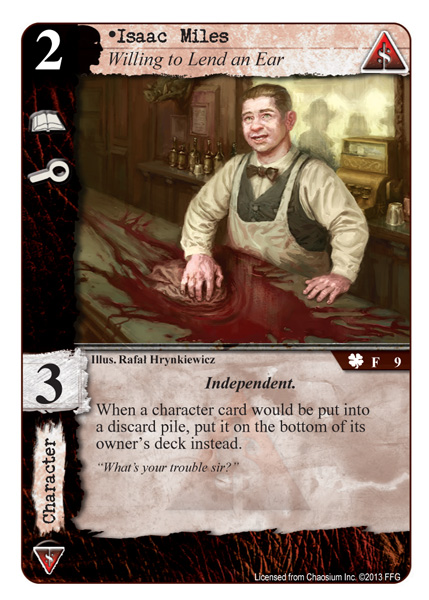 2
•Isaac Miles
Willing to Lend an Ear
Illus. Rafal Hrynkiewicz
F 9
3
Character
Independent.
When a character card would be put into
a discard pile, put it on the bottom of its
owner's deck instead.
“What's your trouble sir?”
Licensed from Chaosium Inc. ©2013 FFG